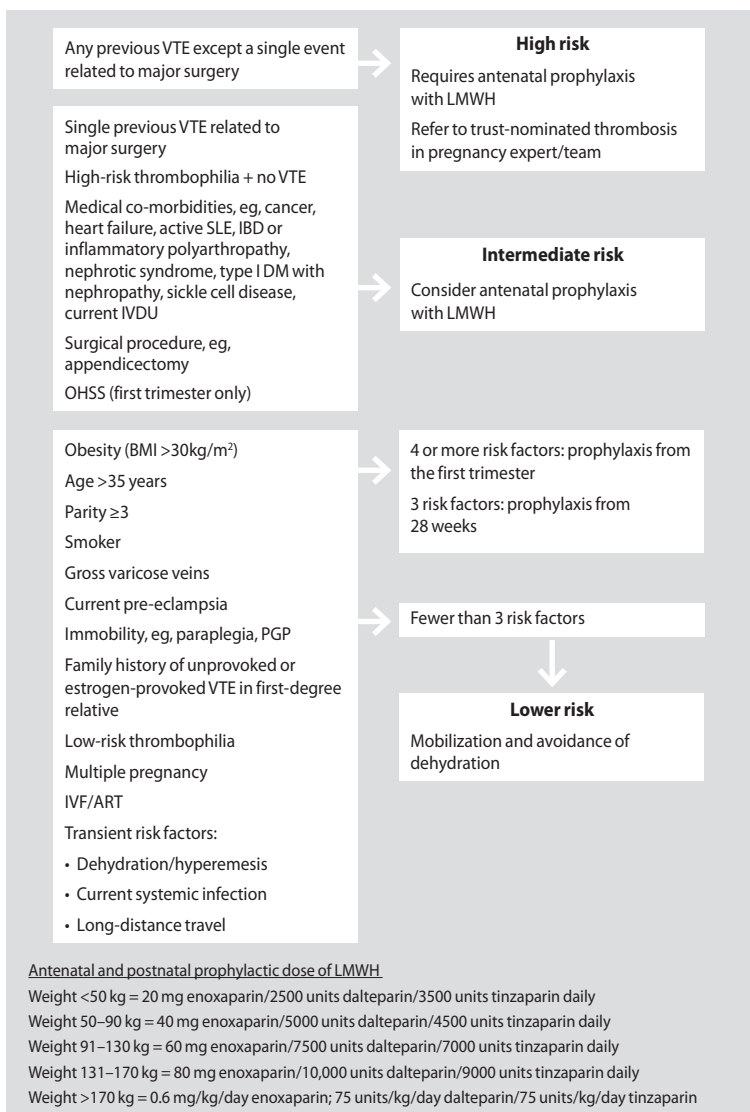 Any previous VTE except a single event
related to major surgery
High risk
Requires antenatal prophylaxis
with LMWH
Refer to trust-nominated thrombosis
in pregnancy expert/team
Single previous VTE related to
major surgery
High-risk thrombophilia + no VTE
Medical co-morbidities, eg, cancer,
heart failure, active SLE, IBD or
inflammatory polyarthropathy,
nephrotic syndrome, type I DM with
nephropathy, sickle cell disease,
current IVDU
Surgical procedure, eg,
appendicectomy
OHSS (first trimester only)
Intermediate risk
Consider antenatal prophylaxis
with LMWH
Obesity (BMI >30kg/m²)
Age >35 years
Parity ≥3
Smoker
Gross varicose veins
Current pre-eclampsia
Immobility, eg, paraplegia, PGP
Family history of unprovoked or
estrogen-provoked VTE in first-degree
relative
Low-risk thrombophilia
Multiple pregnancy
IVF/ART
Transient risk factors:
• Dehydration/hyperemesis
• Current systemic infection
• Long-distance travel
4 or more risk factors: prophylaxis from
the first trimester
3 risk factors: prophylaxis from
28 weeks
Fewer than 3 risk factors
Lower risk
Mobilization and avoidance of
dehydration
Antenatal and postnatal prophylactic dose of LMWH
Weight <50 kg = 20 mg enoxaparin/2500 units dalteparin/3500 units tinzaparin daily
Weight 50–90 kg = 40 mg enoxaparin/5000 units dalteparin/4500 units tinzaparin daily
Weight 91–130 kg = 60 mg enoxaparin/7500 units dalteparin/7000 units tinzaparin daily
Weight 131–170 kg = 80 mg enoxaparin/10,000 units dalteparin/9000 units tinzaparin daily
Weight >170 kg = 0.6 mg/kg/day enoxaparin; 75 units/kg/day dalteparin/75 units/kg/day tinzaparin